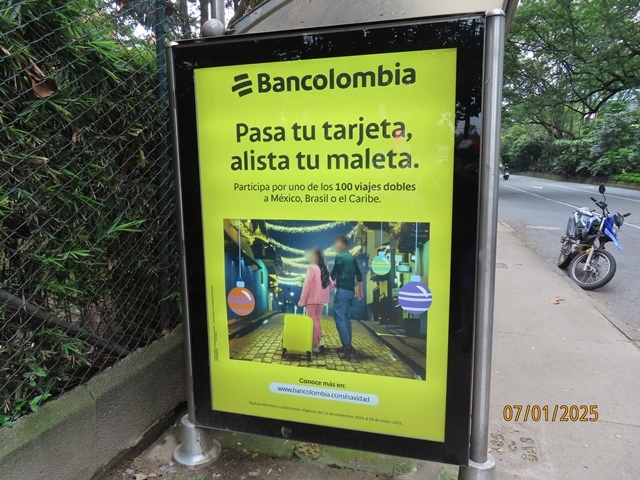 Bancolombia
Pasa tu tarjeta,
alista tu maleta.
Participa por uno de los 100 viajes dobles
a México, Brasil o el Caribe.
Conoce más en:
www.bancolombia.com/navidad
07/01/2025